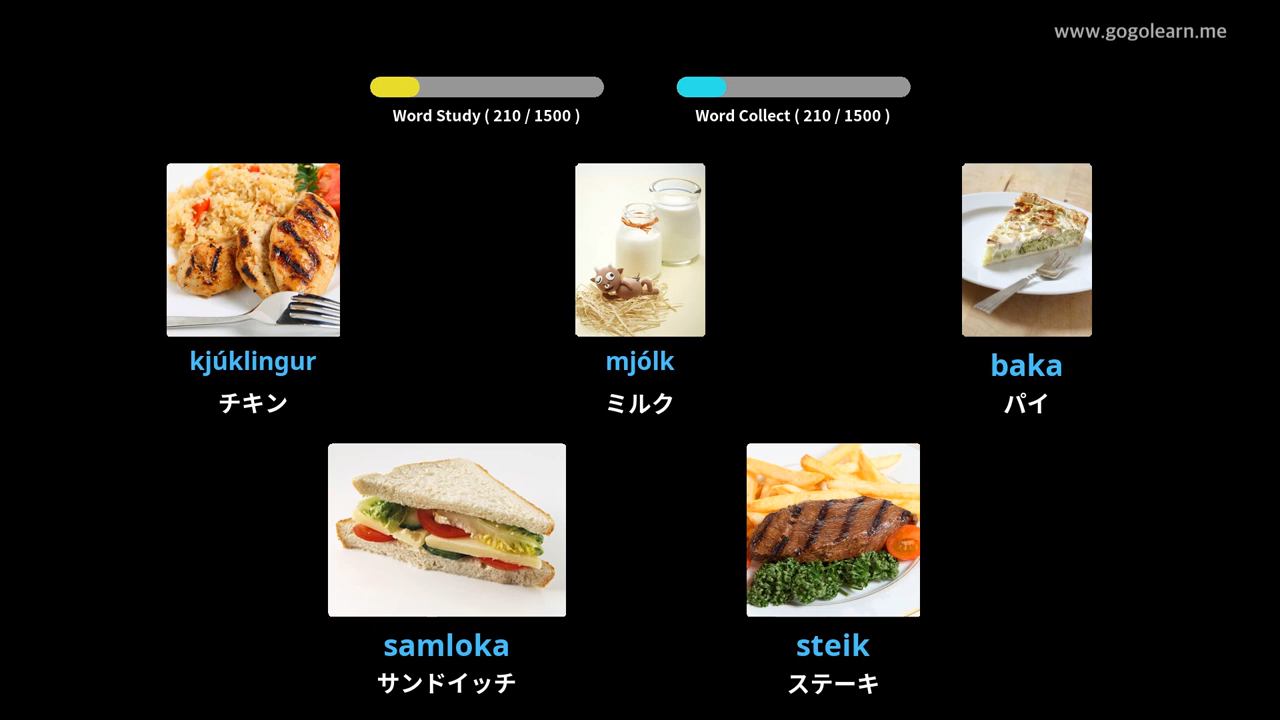 www.gogolearn.me
Word Study ( 210 / 1500 )
Word Collect ( 210 / 1500 )
kjúklingur
チキン
mjólk
ミルク
baka
パイ
samloka
サンドイッチ
steik
ステーキ